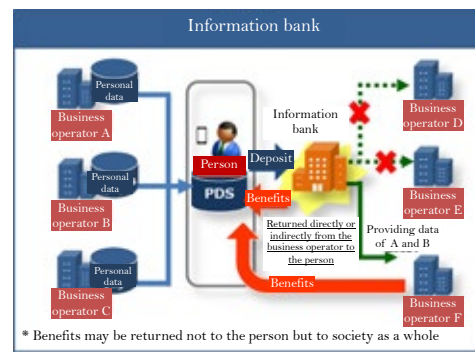 Information bank
Personal
data
Business
operator A
Personal
data
Business
operator B
Personal
data
Business
operator C
Person
PDS
Deposit
Benefits
Information
bank
Returned directly or
indirectly from the
business operator to
the person
Benefits
Business
operator D
Business
operator E
Providing data
of A and B
Business
operator F
* Benefits may be returned not to the person but to society as a whole